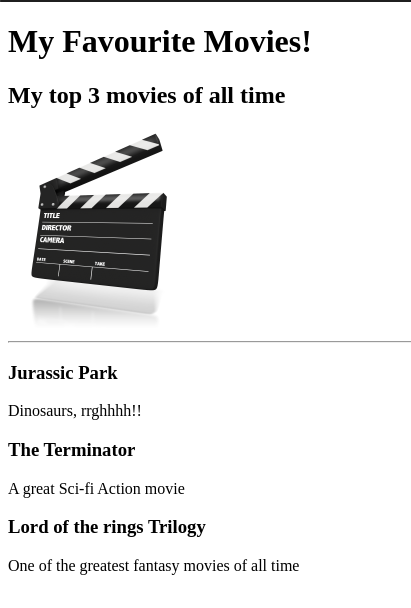 My Favourite Movies!
My top 3 movies of all time
TITLE
DIRECTOR
CAMERA
DATE SCENE TAKE
Jurassic Park
Dinosaurs, rrghhhh!!
The Terminator
A great Sci-fi Action movie
Lord of the rings Trilogy
One of the greatest fantasy movies of all time